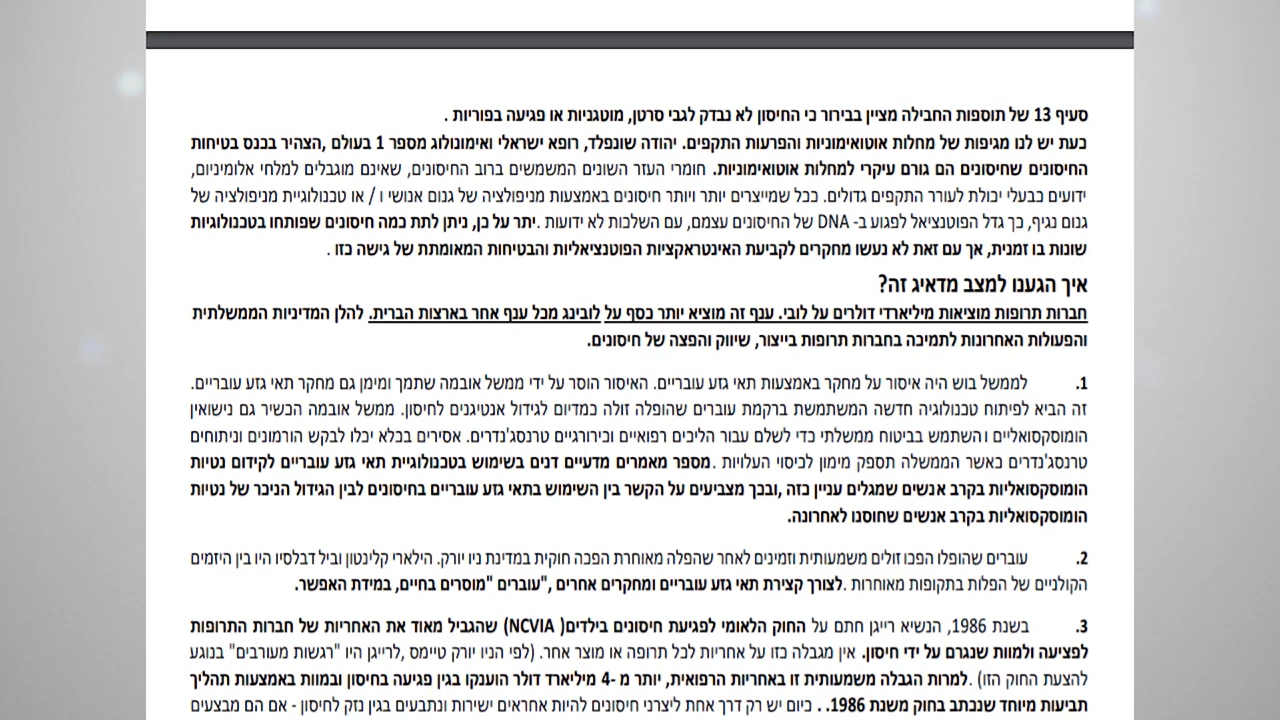 סעיף 13 של תוספות החבילה מציין בבירור כי החיסון לא נבדק לגבי סרטן, מוטגניות או פגיעה בפוריות .
כעת יש לנו מגיפות של מחלות אוטואימוניות והפרעות התקפים. יהודה שונפלד, רופא ישראלי ואימונולוג מספר 1 בעולם ,הצהיר בכנס בטיחות
החיסונים שחיסונים הם גורם עיקרי למחלות אוטואימוניות. חומרי העזר השונים המשמשים ברוב החיסונים, שאינם מוגבלים למלחי אלומיניום,
ידועים כבעלי יכולת לעורר התקפים גדולים. ככל שמייצרים יותר ויותר חיסונים באמצעות מניפולציה של גנום אנושי ו / או טכנולוגיית מניפולציה של
גנום נגיף, כך גדל הפוטנציאל לפגוע ב- DNA של החיסונים עצמם, עם השלכות לא ידועות .יתר על כן, ניתן לתת כמה חיסונים שפותחו בטכנולוגיות
שונות בו זמנית, אך עם זאת לא נעשו מחקרים לקביעת האינטראקציות הפוטנציאליות והבטיחות המאומתת של גישה כזו .
איך הגענו למצב מדאיג זה?
חברות תרופות מוציאות מיליארדי דולרים על לובי. ענף זה מוציא יותר כסף על לובינג מכל ענף אחר בארצות הברית. להלן המדיניות הממשלתית
והפעולות האחרונות לתמיכה בחברות תרופות בייצור, שיווק והפצה של חיסונים.
1. לממשל בוש היה איסור על מחקר באמצעות תאי גזע עובריים. האיסור הוסר על ידי ממשל אובמה שתמך ומימן גם מחקר תאי גזע עובריים.
זה הביא לפיתוח טכנולוגיה חדשה המשתמשת ברקמת עוברים שהופלה זולה כמדיום לגידול אנטיגנים לחיסון. ממשל אובמה הכשיר גם נישואין
הומוסקסואליים והשתמש בביטוח ממשלתי כדי לשלם עבור הליכים רפואיים וכירורגיים טרנסג'נדרים. אסירים בכלא יכלו לבקש הורמונים וניתוחים
טרנסג'נדרים כאשר הממשלה תספק מימון לכיסוי העלויות .מספר מאמרים מדעיים דנים בשימוש בטכנולוגיית תאי גזע עובריים לקידום נטיות
הומוסקסואליות בקרב אנשים שמגלים עניין כזה ,ובכך מצביעים על הקשר בין השימוש בתאי גזע עובריים בחיסונים לבין הגידול הניכר של נטיות
הומוסקסואליות בקרב אנשים שחוסנו לאחרונה.
2. עוברים שהופלו הפכו זולים משמעותית וזמינים לאחר שהפלה מאוחרת הפכה חוקית במדינת ניו יורק. הילארי קלינטון וביל דבלסיו היו בין היזמים
הקולניים של הפלות בתקופות מאוחרות .לצורך קצירת תאי גזע עובריים ומחקרים אחרים ,"עוברים "מוסרים בחיים, במידת האפשר.
3. בשנת 1986, הנשיא רייגן חתם על החוק הלאומי לפגיעת חיסונים בילדים( NCVIA) שהגביל מאוד את האחריות של חברות התרופות
לפציעה ולמוות שנגרם על ידי חיסון. אין מגבלה כזו על אחריות לכל תרופה או מוצר אחר. (לפי הניו יורק טיימס ,לרייגן היו "רגשות מעורבים" בנוגע
להצעת החוק הזו) .למרות הגבלה משמעותית זו באחריות הרפואית, יותר מ -4 מיליארד דולר הוענקו בגין פגיעה בחיסון ובמוות באמצעות תהליך
תביעות מיוחד שנכתב בחוק משנת 1986. . כיום יש רק דרך אחת ליצרני חיסונים להיות אחראים ישירות ונתבעים בגין נזק לחיסון - אם הם מבצעים